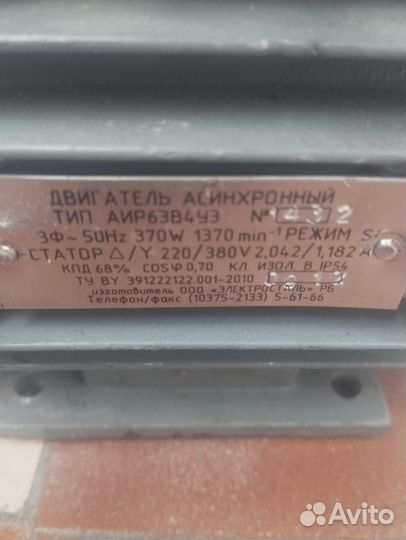 ДВИГАТЕЛЬ АСИНХРОННЫЙ
ТИП АИР63В4У3 № 1432
3Ф~ 50Hz 370W 1370 min⁻¹ РЕЖИМ
СТАТОР △/Y 220/380V 2,042/1,182 A
КПД 68% COSφ 0,70 КЛ. ИЗОЛ. В IP54
ТУ BY 391222122.001-2010
изготовитель ООО «ЭЛЕКТРОСТАЛЬ» РБ
Телефон/факс (10375-2133) 5-61-66
Avito